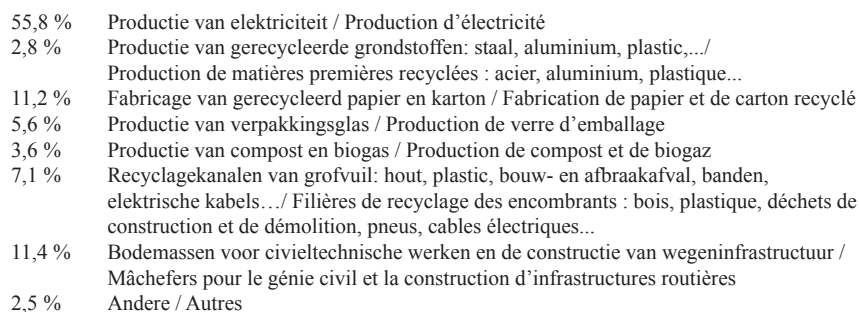 55,8 % Productie van elektriciteit / Production d’électricité
2,8 % Productie van gerecycleerde grondstoffen: staal, aluminium, plastic,.../
Production de matières premières recyclées : acier, aluminium, plastique...
11,2 % Fabricage van gerecycleerd papier en karton / Fabrication de papier et de carton recyclé
5,6 % Productie van verpakkingsglas / Production de verre d’emballage
3,6 % Productie van compost en biogas / Production de compost et de biogaz
7,1 % Recyclagekanalen van grofvuil: hout, plastic, bouw- en afbraakafval, banden,
elektrische kabels…/ Filières de recyclage des encombrants : bois, plastique, déchets de
construction et de démolition, pneus, cables électriques...
11,4 % Bodemassen voor civieltechnische werken en de constructie van wegeninfrastructuur /
Mâchefers pour le génie civil et la construction d’infrastructures routières
2,5 % Andere / Autres